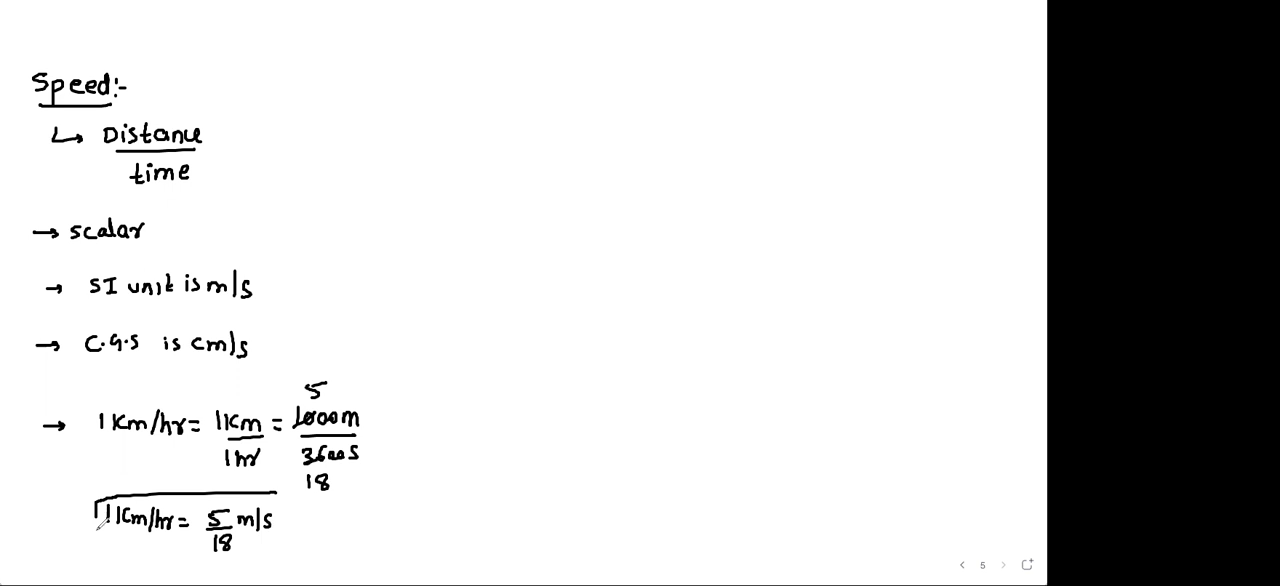 Speed:-
↳ Distance
time
→ scalar
→ SI unit is m/s
→ C.G.S is cm/s
5
→ 1 Km/hr = 1Km = 1000m
1hr 3600s
18
1Km/hr = 5 m/s
18
< 5 >